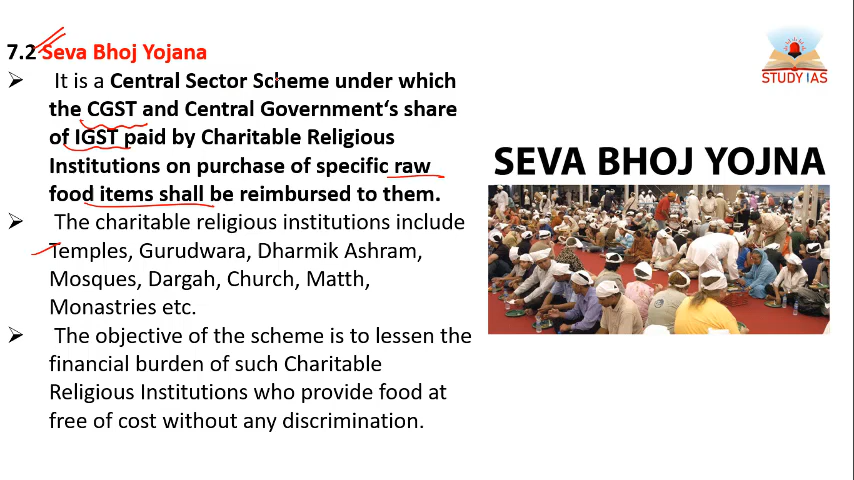 7.2 Seva Bhoj Yojana
➢ It is a Central Sector Scheme under which
the CGST and Central Government‘s share
of IGST paid by Charitable Religious
Institutions on purchase of specific raw
food items shall be reimbursed to them.
➢ The charitable religious institutions include
Temples, Gurudwara, Dharmik Ashram,
Mosques, Dargah, Church, Matth,
Monastries etc.
➢ The objective of the scheme is to lessen the
financial burden of such Charitable
Religious Institutions who provide food at
free of cost without any discrimination.
STUDY IAS
SEVA BHOJ YOJNA